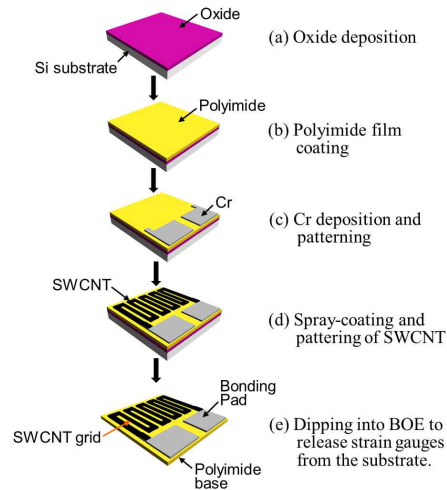 Oxide
(a) Oxide deposition
Si substrate
Polyimide
(b) Polyimide film
coating
Cr
(c) Cr deposition and
patterning
SWCNT
(d) Spray-coating and
pattering of SWCNT
Bonding
Pad
SWCNT grid
(e) Dipping into BOE to
release strain gauges
from the substrate.
Polyimide
base